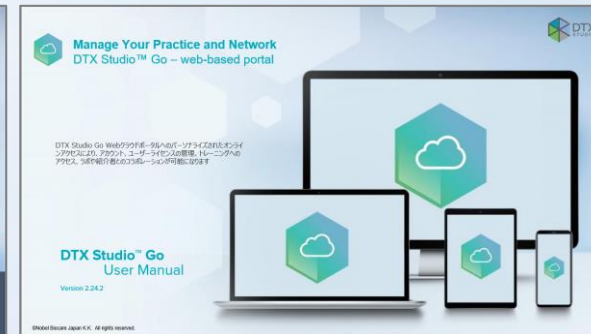 Manage Your Practice and Network
DTX Studio™ Go – web-based portal
DTX
STUDIO
DTX Studio Go Webクラウドポータルへのパーソナライズされたオンライ
ンアクセスにより、アカウント、ユーザーライセンスの管理、トレーニングへの
アクセス、ラボや紹介者とのコラボレーションが可能になります
DTX Studio™ Go
User Manual
Version 2.24.2
©Nobel Biocare Japan K.K. All rights reserved.